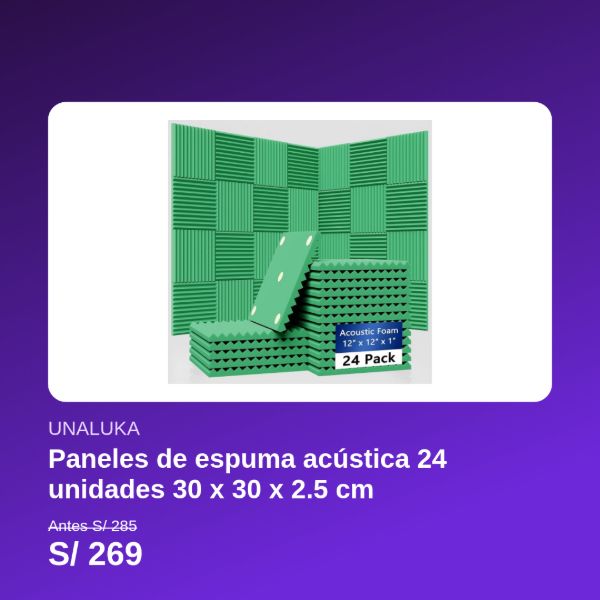 Acoustic Foam
12" x 12" x 1"
24 Pack
UNALUKA
Paneles de espuma acústica 24
unidades 30 x 30 x 2.5 cm
Antes S/ 285
S/ 269